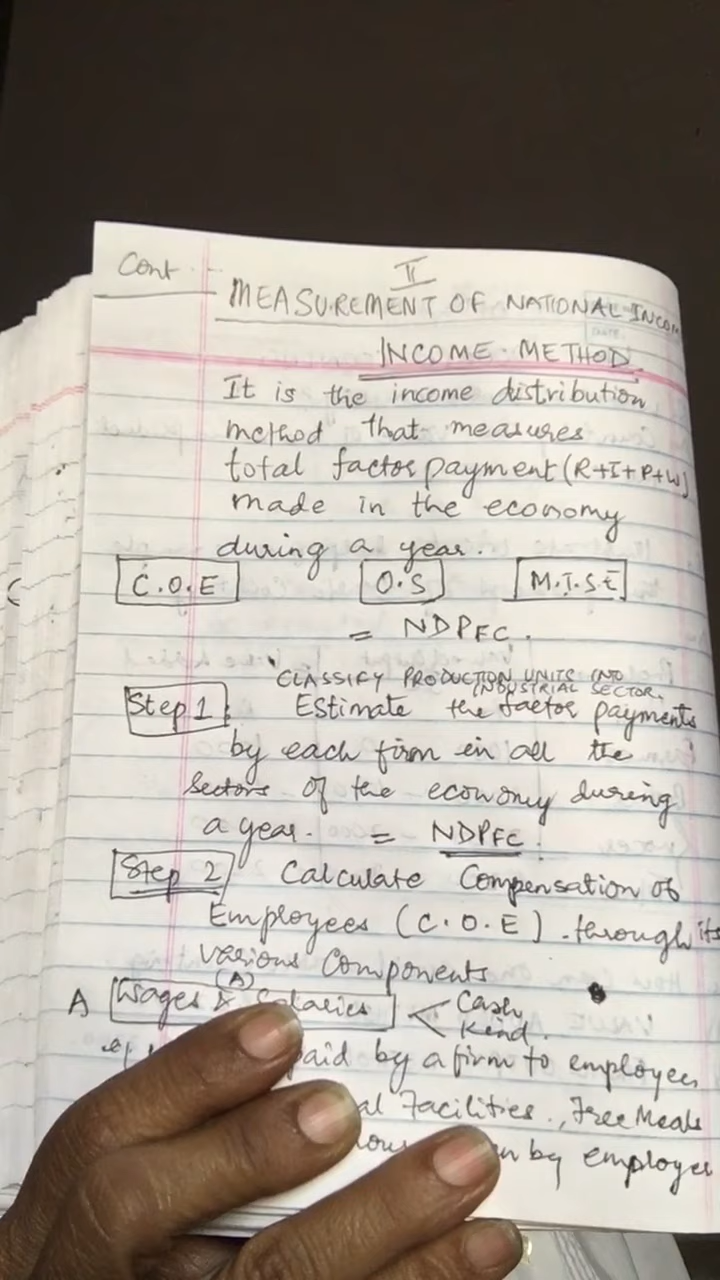 Cont ...
II
MEASUREMENT OF NATIONAL INCOM
INCOME METHOD
It is the income distribution
method that measures
total factor payment (R+I+P+W)
made in the economy
during a year.
C.O.E O.S M.I.S.E
= NDPFC.
CLASSIFY PRODUCTION UNITS INTO
INDUSTRIAL SECTOR.
Step 1: Estimate the factor payments
by each firm in all the
Sectors of the economy during
a year. = NDPFC.
Step 2 Calculate Compensation of
Employees (C.O.E). through its
various Components
(A)
A Wages & Salaries < Cash
Kind.
paid by a firm to employees
al Facilities., Free Meals
by employer